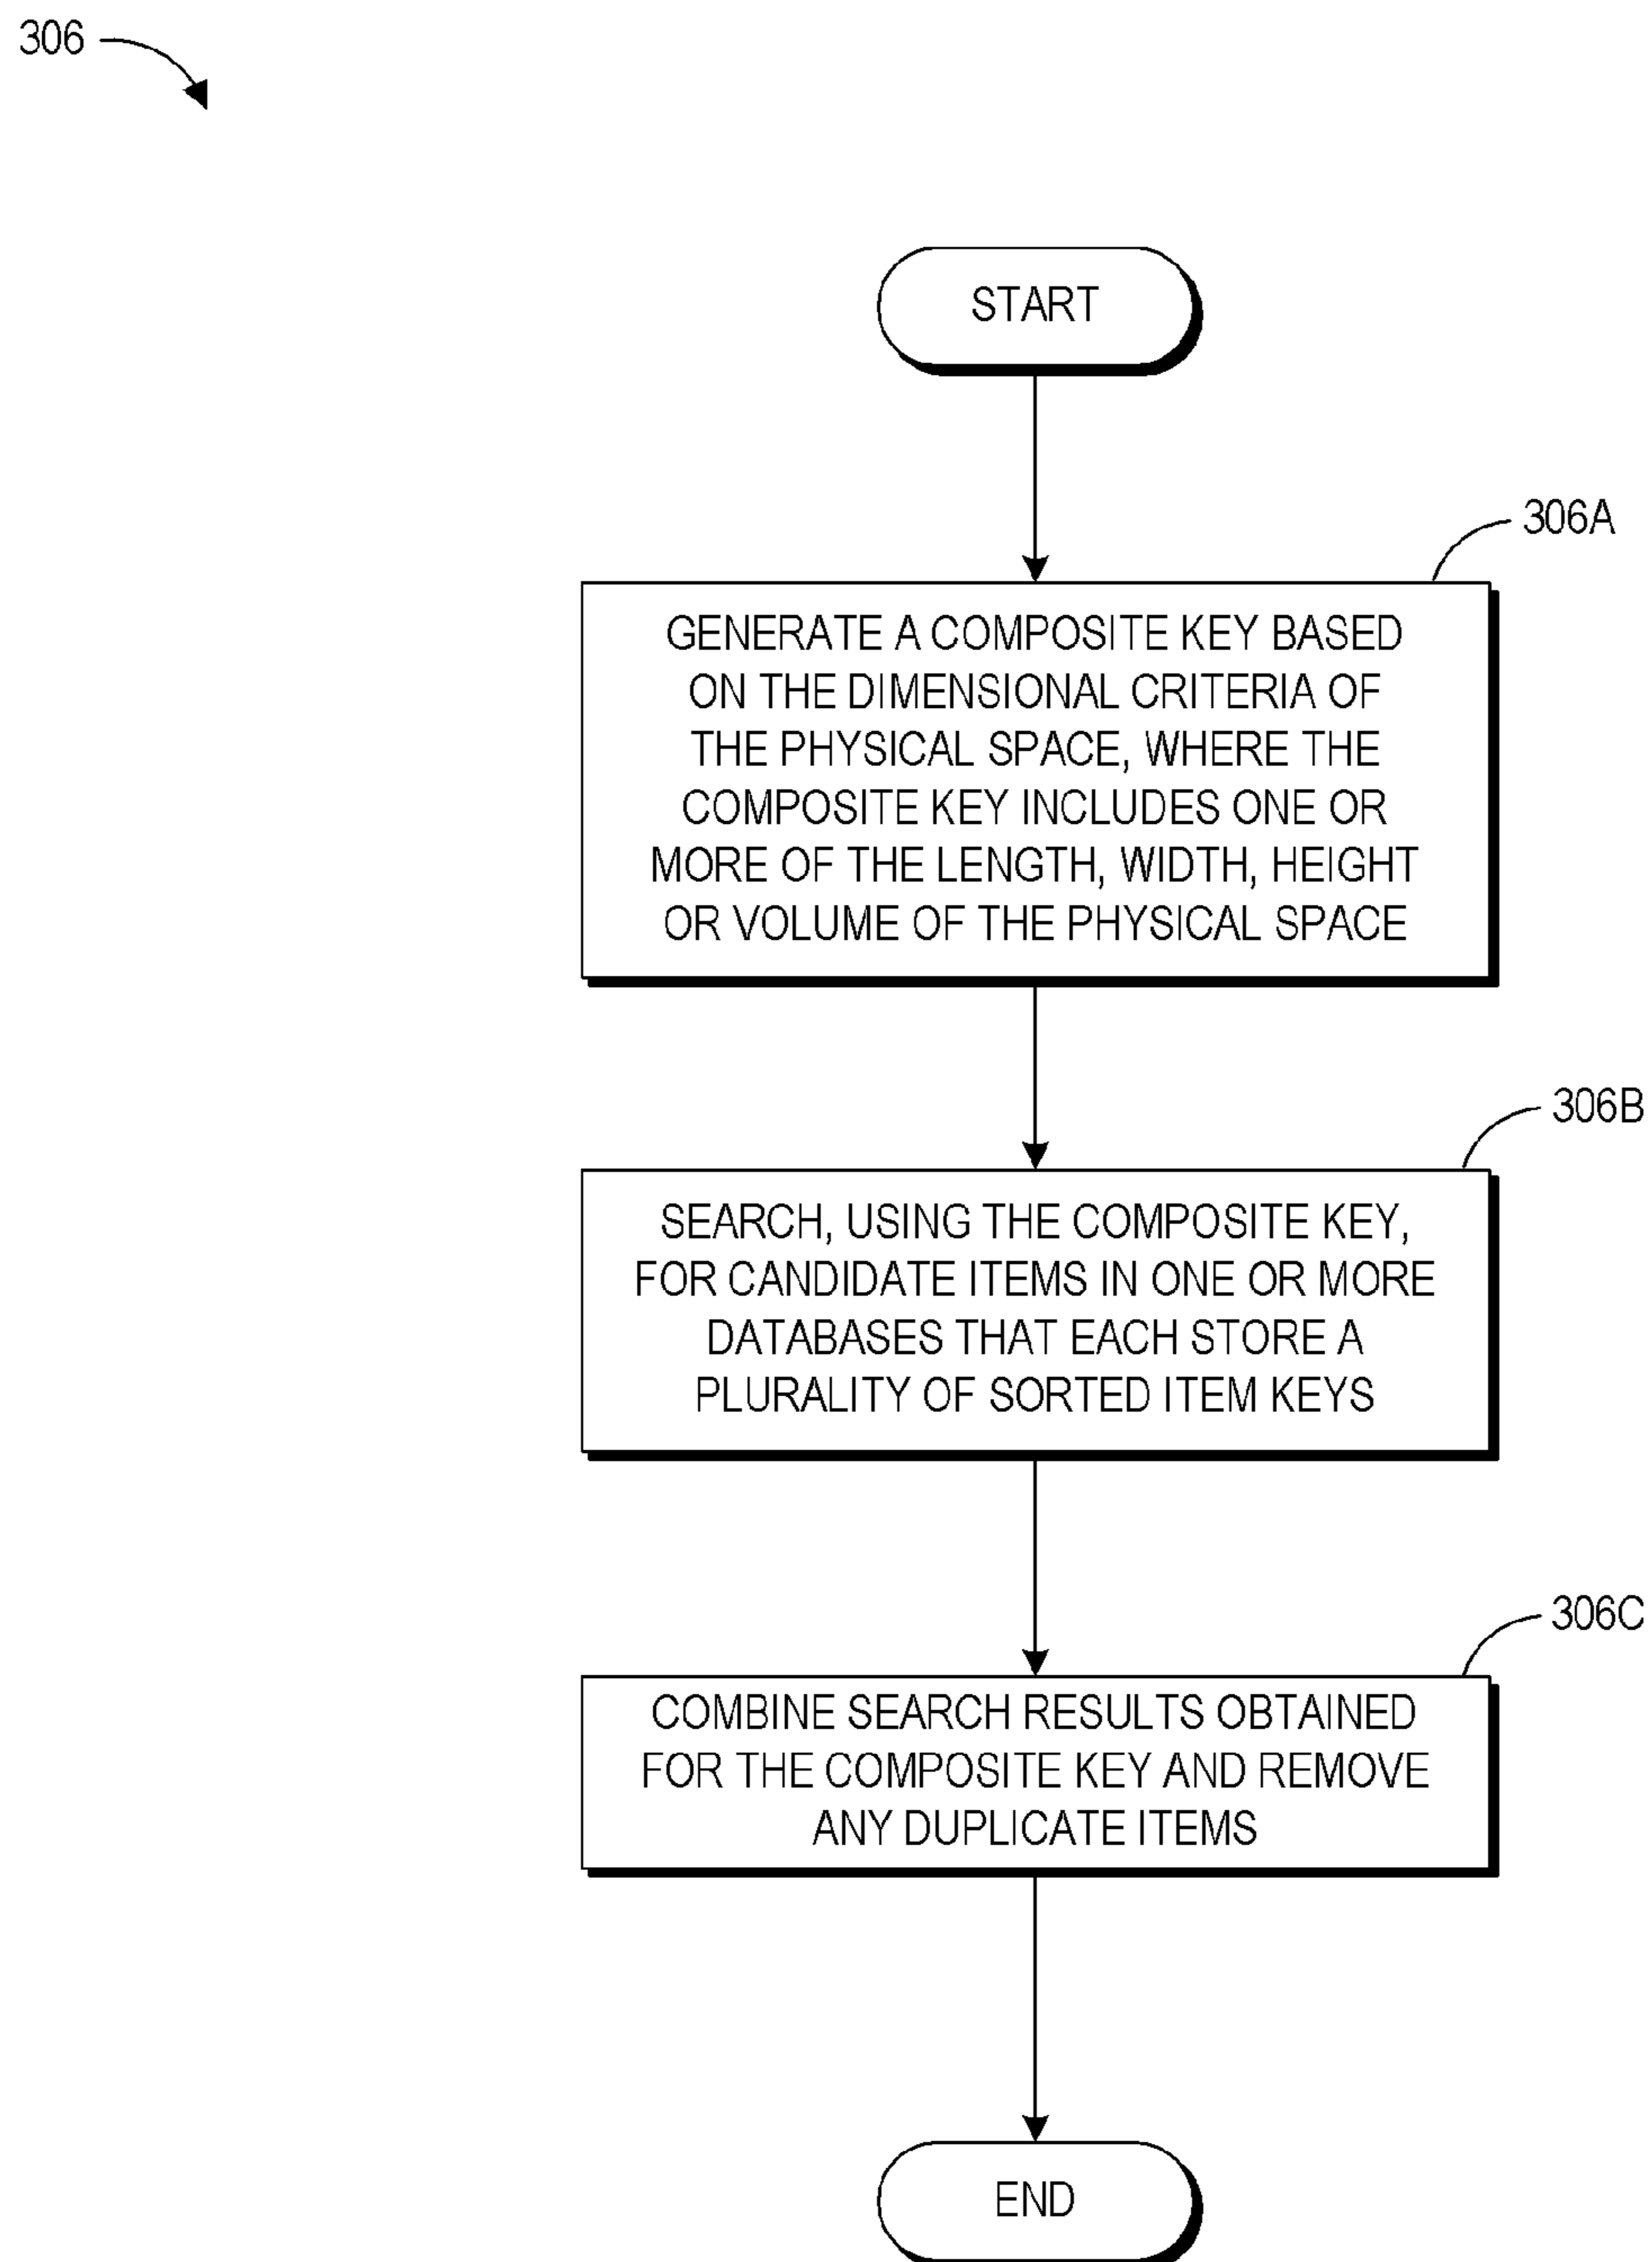 306
START
306A
GENERATE A COMPOSITE KEY BASED
ON THE DIMENSIONAL CRITERIA OF
THE PHYSICAL SPACE, WHERE THE
COMPOSITE KEY INCLUDES ONE OR
MORE OF THE LENGTH, WIDTH, HEIGHT
OR VOLUME OF THE PHYSICAL SPACE
306B
SEARCH, USING THE COMPOSITE KEY,
FOR CANDIDATE ITEMS IN ONE OR MORE
DATABASES THAT EACH STORE A
PLURALITY OF SORTED ITEM KEYS
306C
COMBINE SEARCH RESULTS OBTAINED
FOR THE COMPOSITE KEY AND REMOVE
ANY DUPLICATE ITEMS
END